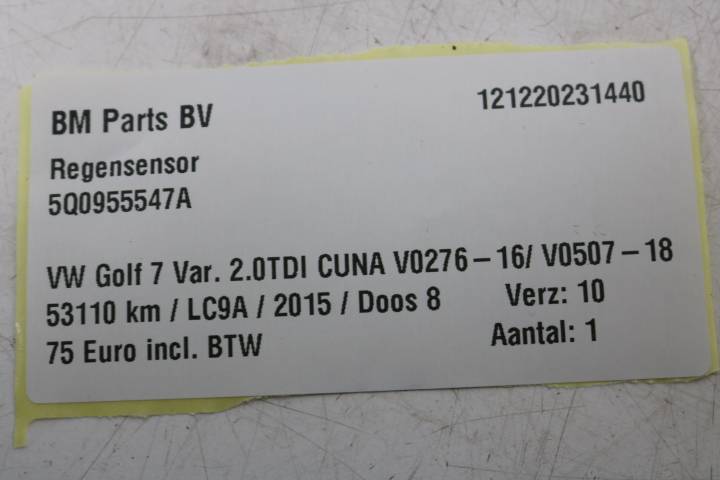 BM Parts BV 121220231440
Regensensor
5Q0955547A
VW Golf 7 Var. 2.0TDI CUNA V0276-16/ V0507-18
53110 km / LC9A / 2015 / Doos 8 Verz: 10
75 Euro incl. BTW Aantal: 1